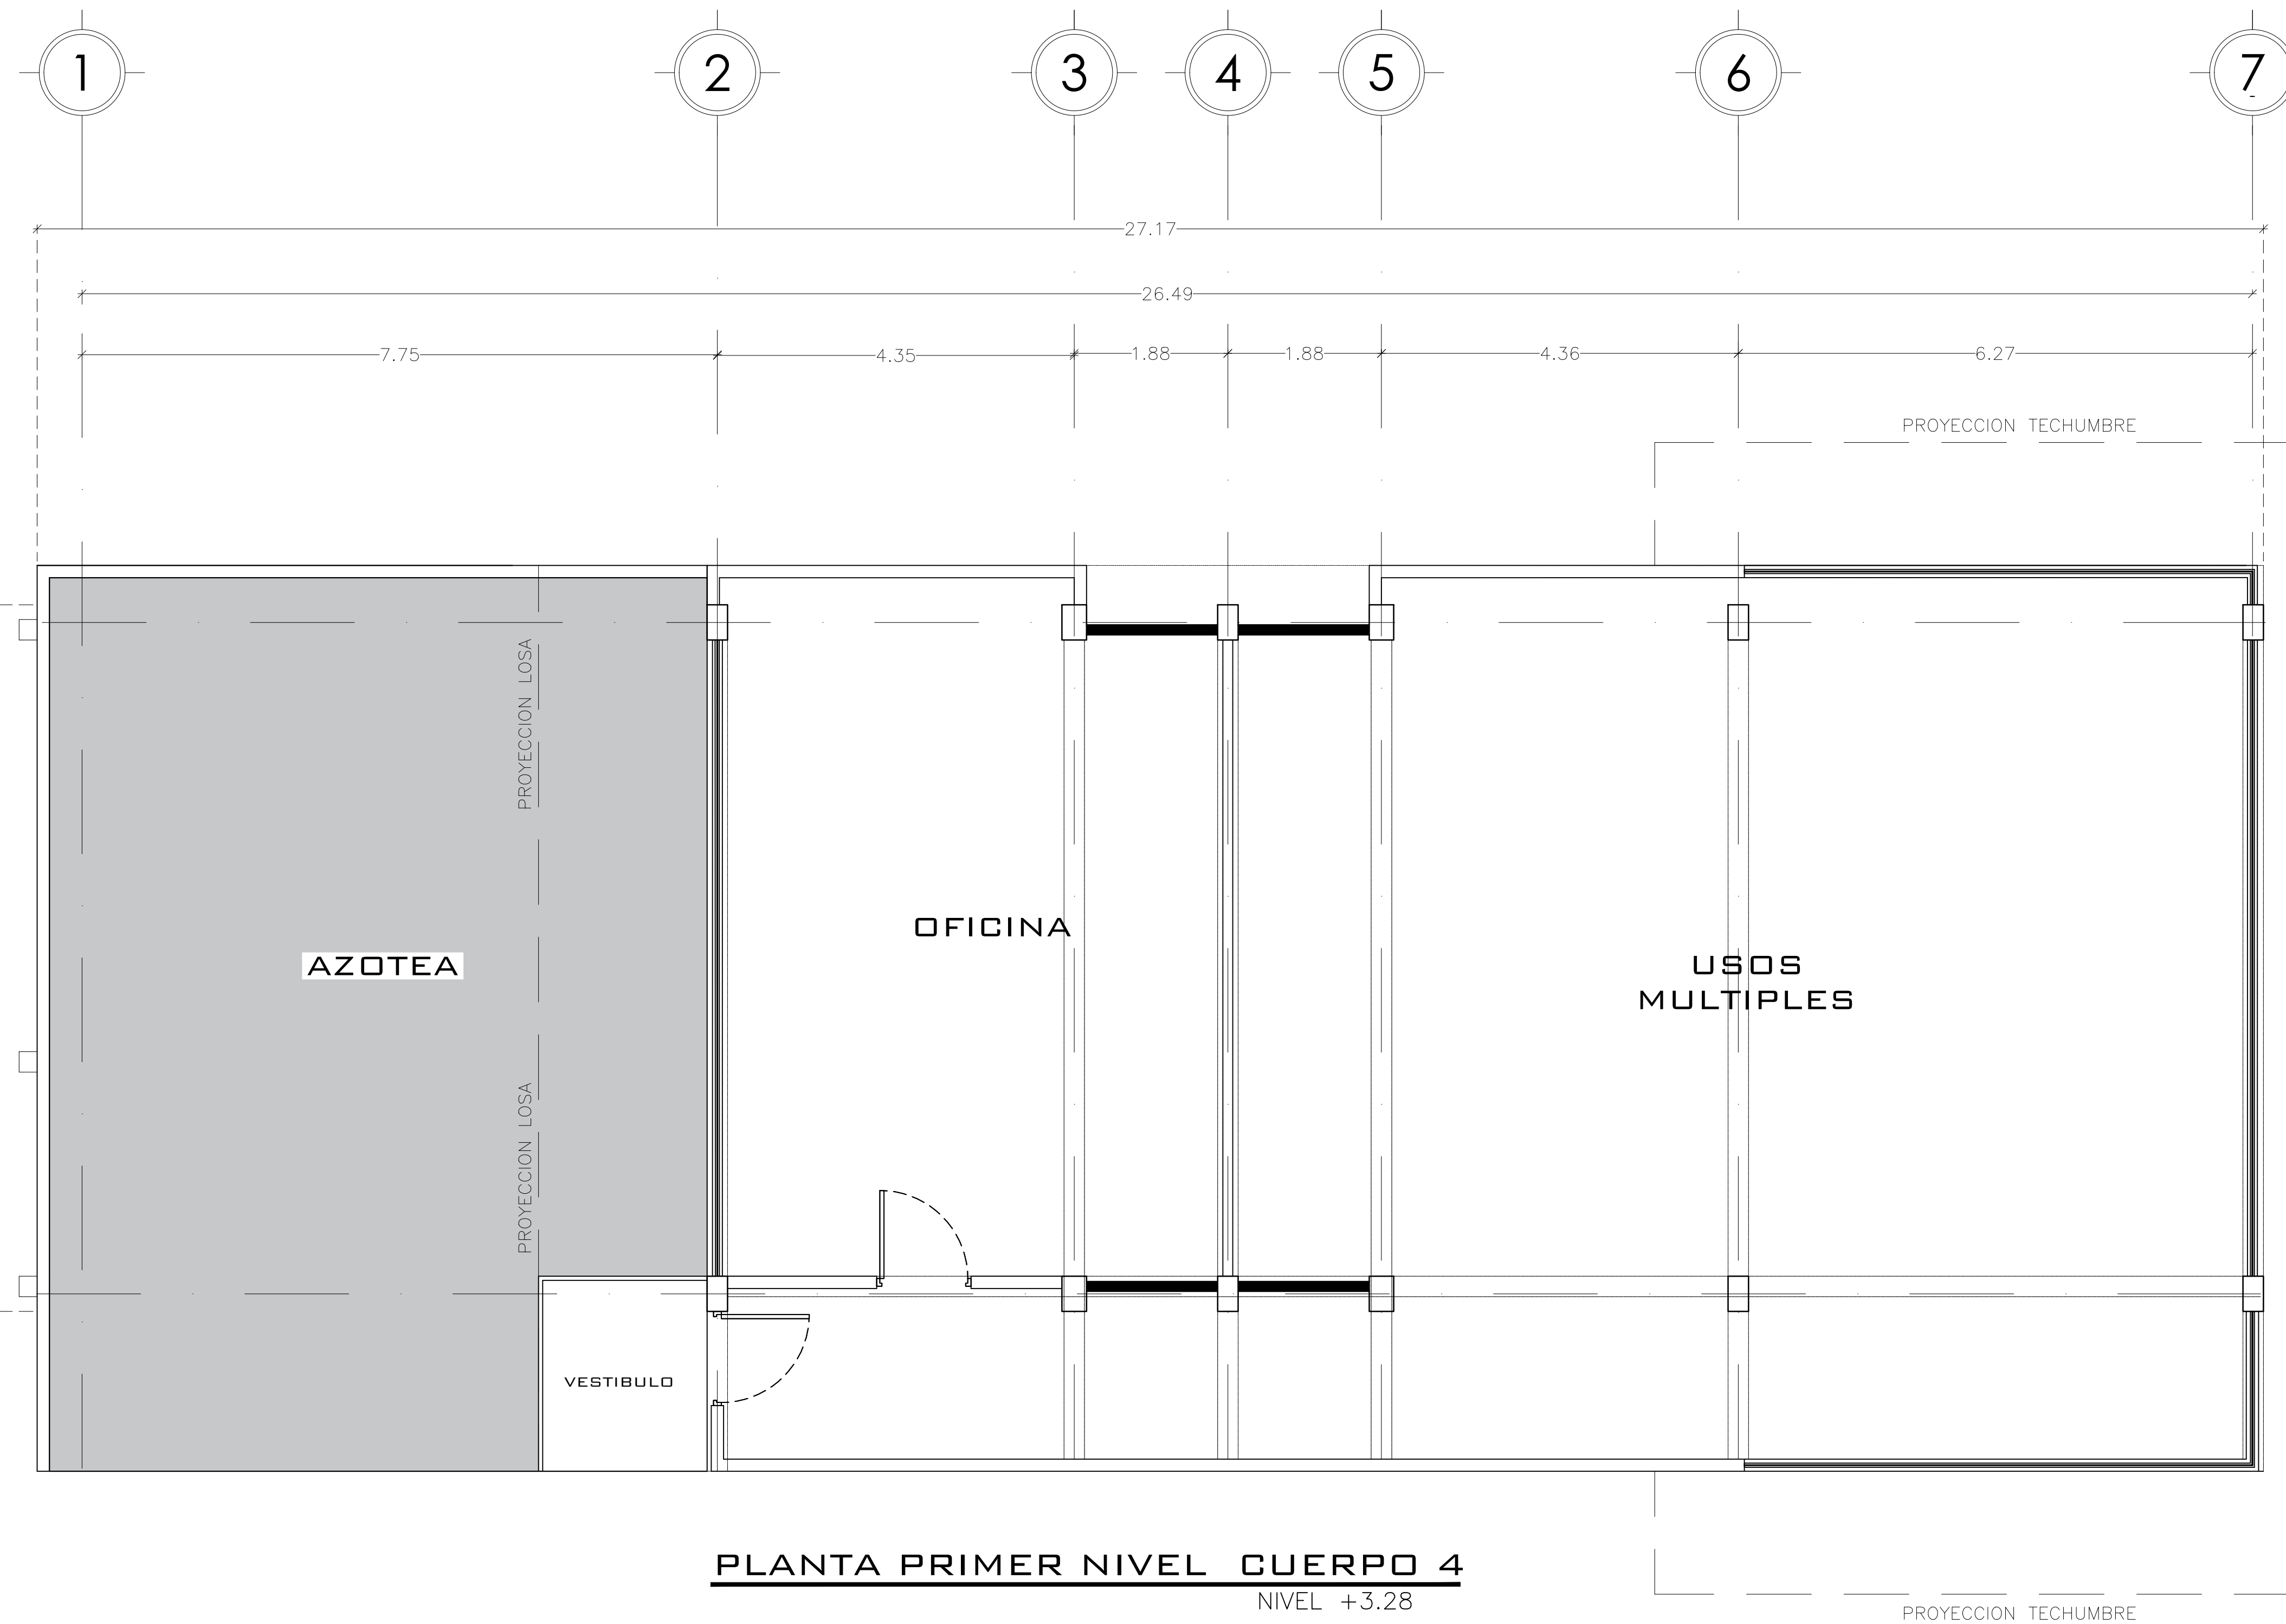 1 2 3 4 5 6 7
27.17
26.49
7.75 4.35 1.88 1.88 4.36 6.27
PROYECCION TECHUMBRE
PROYECCION LOSA
OFICINA
AZOTEA
USOS
MULTIPLES
PROYECCION LOSA
VESTIBULO
PLANTA PRIMER NIVEL CUERPO 4
NIVEL +3.28
PROYECCION TECHUMBRE